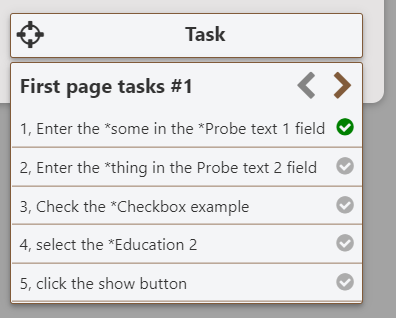 Task
First page tasks #1
1, Enter the *some in the *Probe text 1 field
2, Enter the *thing in the Probe text 2 field
3, Check the *Checkbox example
4, select the *Education 2
5, click the show button